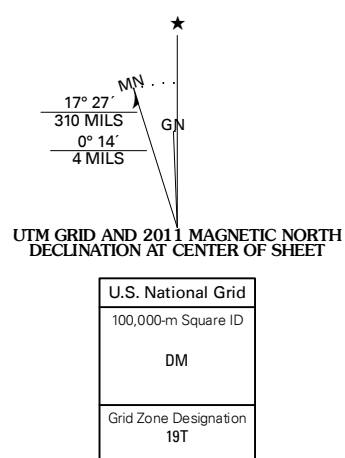 ★
MN
17° 27´
310 MILS
GN
0° 14´
4 MILS
UTM GRID AND 2011 MAGNETIC NORTH
DECLINATION AT CENTER OF SHEET
U.S. National Grid
100,000-m Square ID
DM
Grid Zone Designation
19T